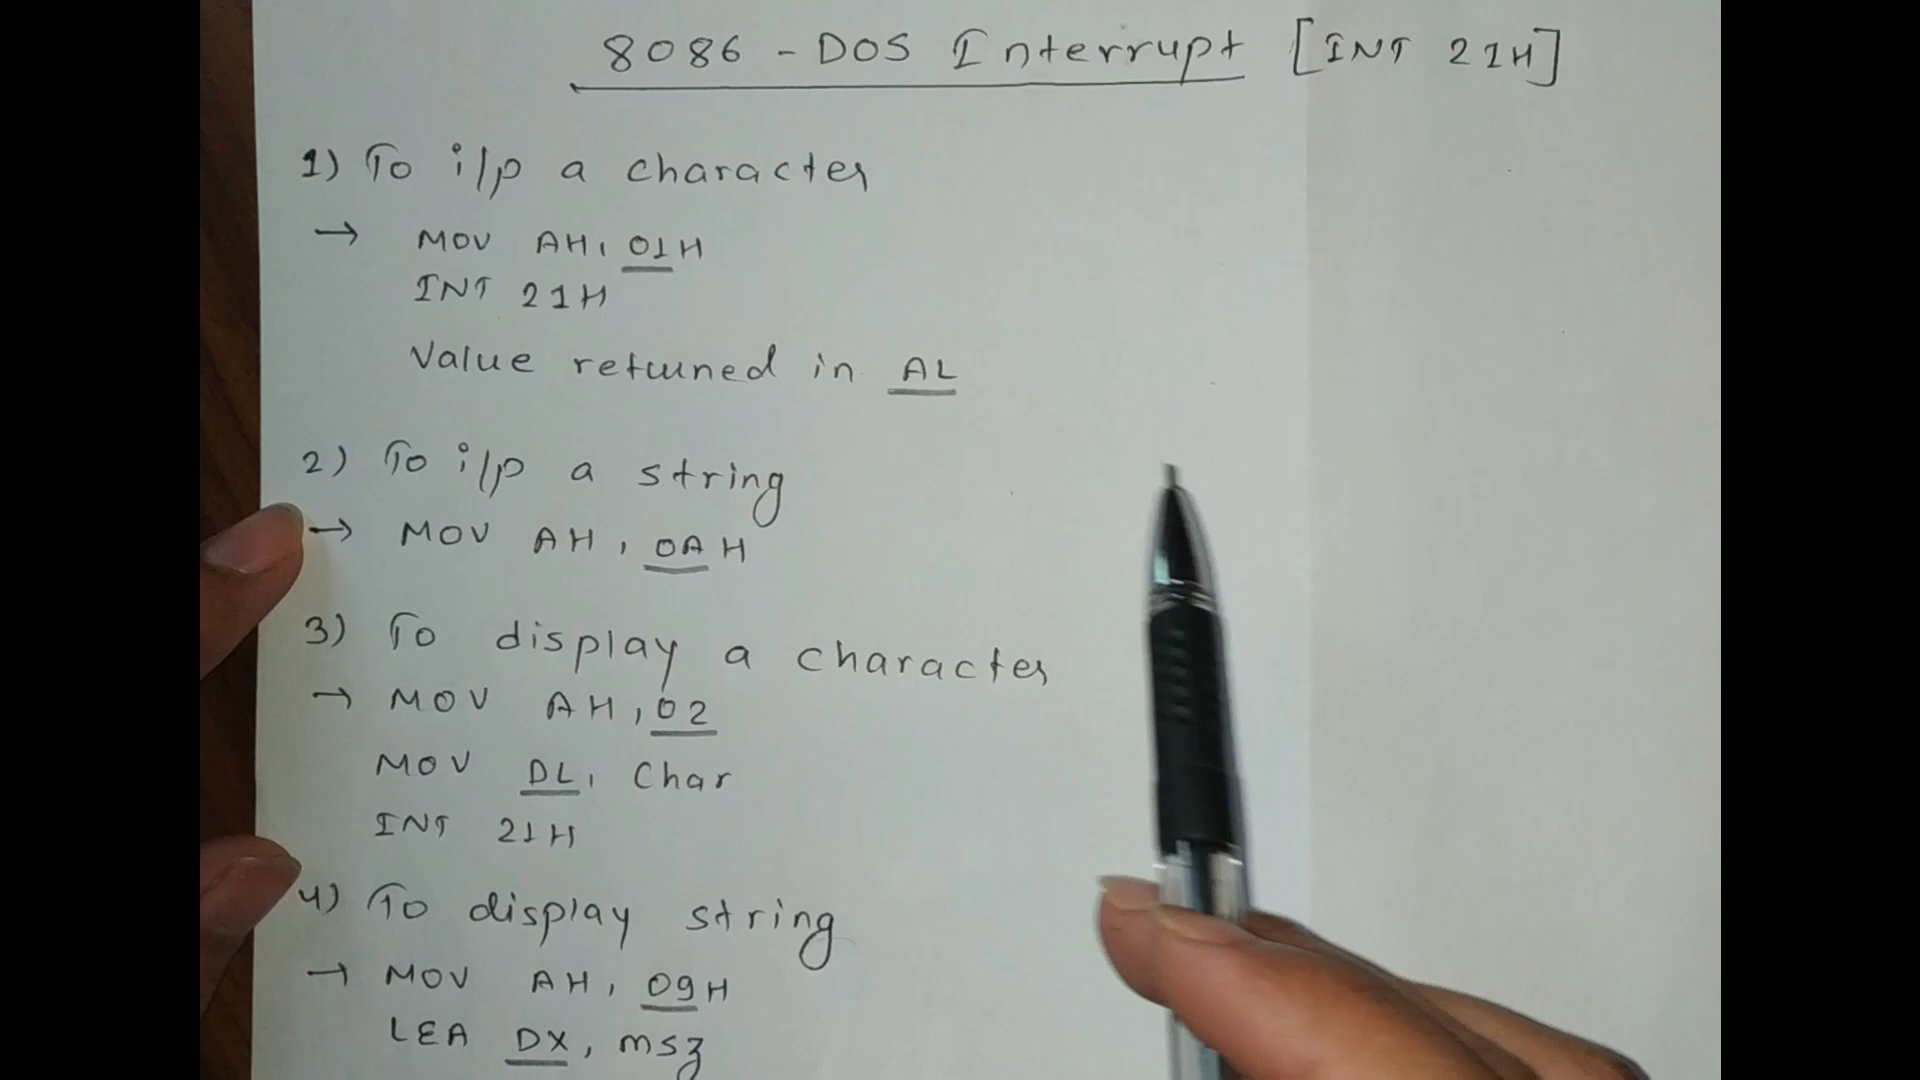 8086 - DOS Interrupt [INT 21H]
1) To i/p a character
→ MOV AH, 01H
INT 21H
Value returned in AL
2) To i/p a string
→ MOV AH, 0AH
3) To display a character
→ MOV AH, 02
MOV DL, Char
INT 21H
4) To display string
→ MOV AH, 09H
LEA DX, msg